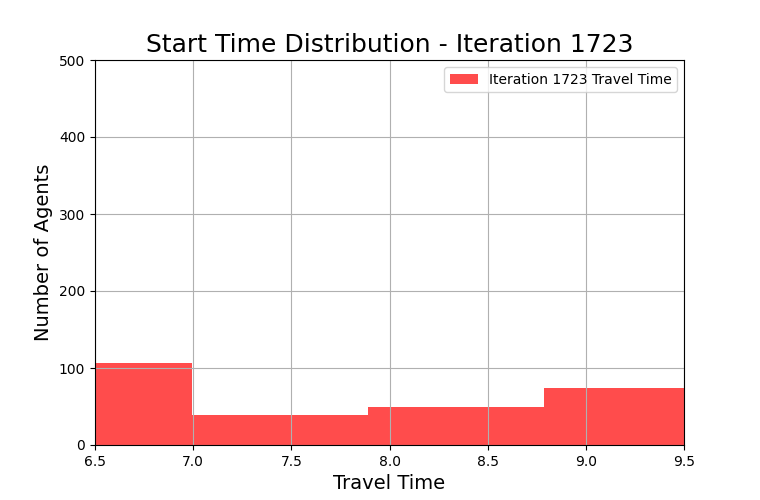 Start Time Distribution - Iteration 1723
500
Iteration 1723 Travel Time
400
300
200
100
0
Number of Agents
6.5 7.0 7.5 8.0 8.5 9.0 9.5
Travel Time